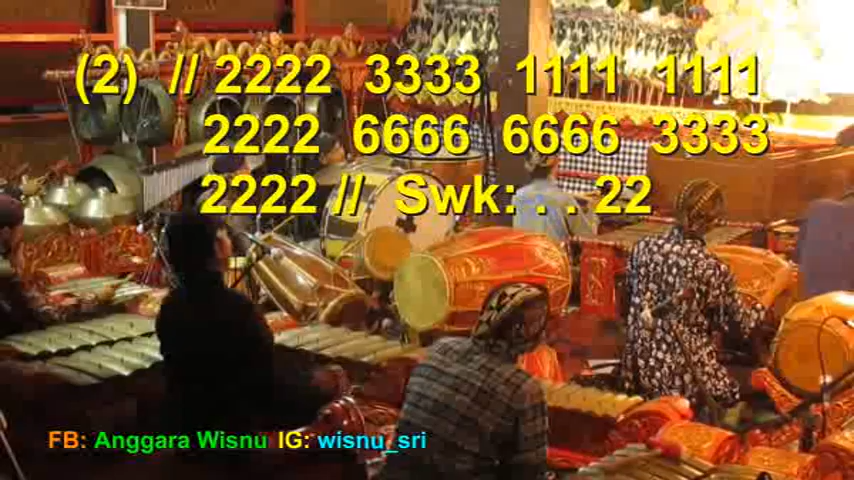 (2) // 2222 3333 1111 1111
2222 6666 6666 3333
2222 // Swk: . . 22
FB: Anggara Wisnu IG: wisnu_sri